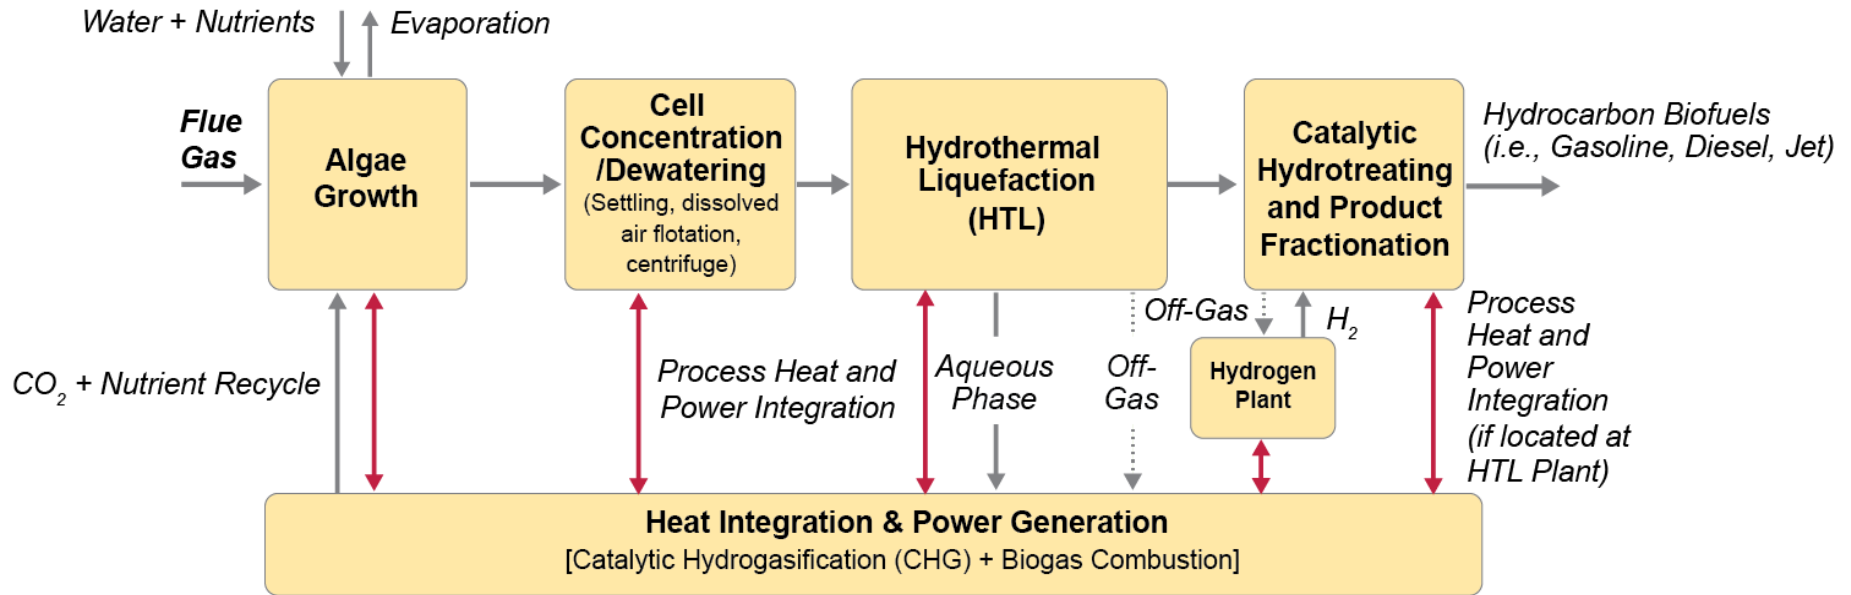 Water + Nutrients
Evaporation
Flue
Gas
Algae
Growth
Cell
Concentration
/Dewatering
(Settling, dissolved
air flotation,
centrifuge)
Hydrothermal
Liquefaction
(HTL)
Catalytic
Hydrotreating
and Product
Fractionation
Hydrocarbon Biofuels
(i.e., Gasoline, Diesel, Jet)
CO2 + Nutrient Recycle
Process Heat and
Power Integration
Aqueous
Phase
Off-
Gas
Off-Gas
H2
Hydrogen
Plant
Process
Heat and
Power
Integration
(if located at
HTL Plant)
Heat Integration & Power Generation
[Catalytic Hydrogasification (CHG) + Biogas Combustion]